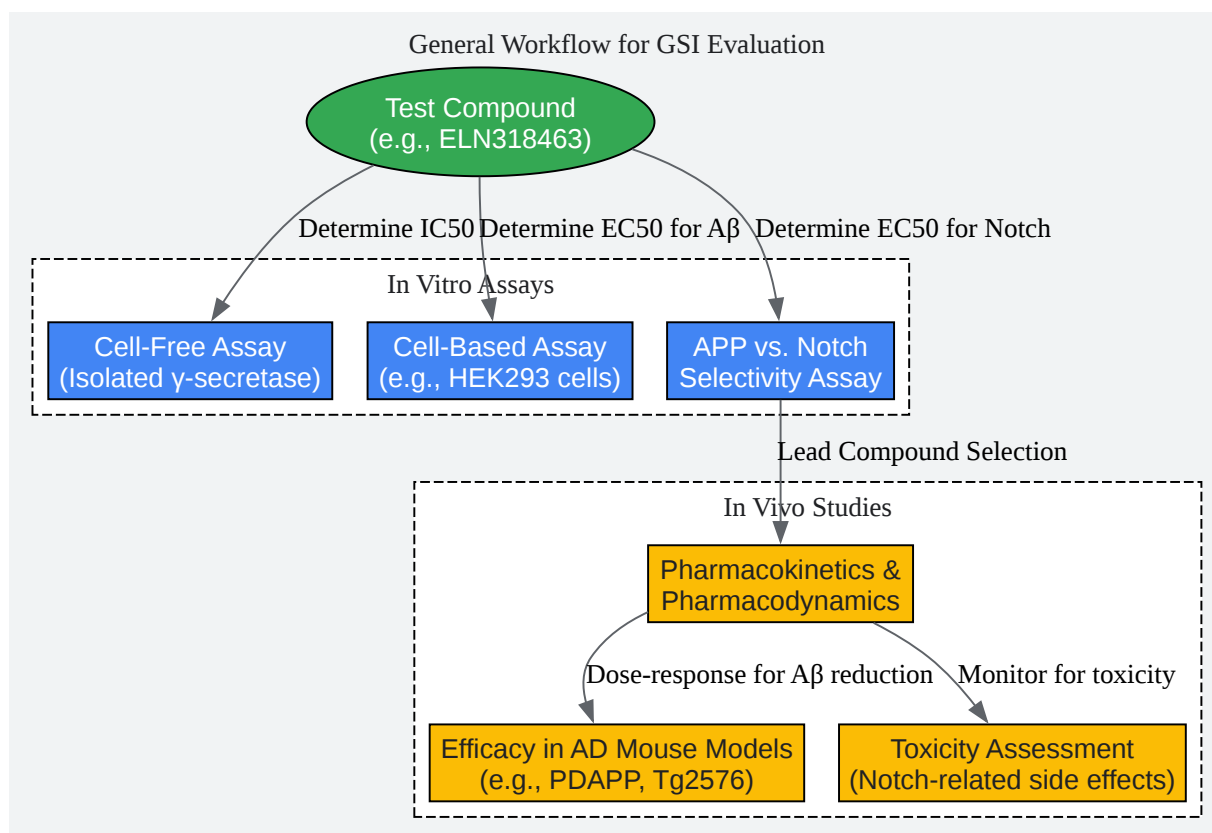 General Workflow for GSI Evaluation
Test Compound
(e.g., ELN318463)
Determine IC50
Determine EC50 for Aβ
Determine EC50 for Notch
In Vitro Assays
Cell-Free Assay
(Isolated γ-secretase)
Cell-Based Assay
(e.g., HEK293 cells)
APP vs. Notch
Selectivity Assay
Lead Compound Selection
In Vivo Studies
Pharmacokinetics &
Pharmacodynamics
Dose-response for Aβ reduction
Monitor for toxicity
Efficacy in AD Mouse Models
(e.g., PDAPP, Tg2576)
Toxicity Assessment
(Notch-related side effects)